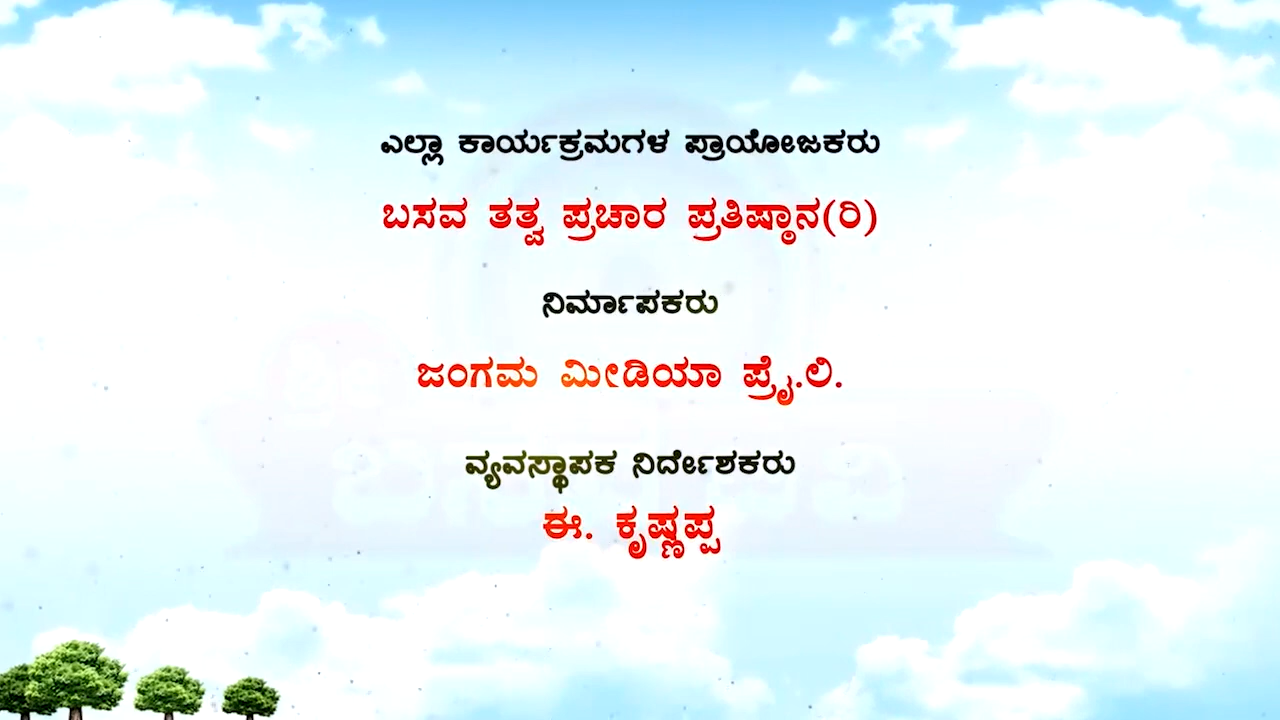 ಎಲ್ಲಾ ಕಾರ್ಯಕ್ರಮಗಳ ಪ್ರಾಯೋಜಕರು
ಬಸವ ತತ್ವ ಪ್ರಚಾರ ಪ್ರತಿಷ್ಠಾನ(ರಿ)
ನಿರ್ಮಾಪಕರು
ಜಂಗಮ ಮೀಡಿಯಾ ಪ್ರೈ.ಲಿ.
ವ್ಯವಸ್ಥಾಪಕ ನಿರ್ದೇಶಕರು
ಈ. ಕೃಷ್ಣಪ್ಪ